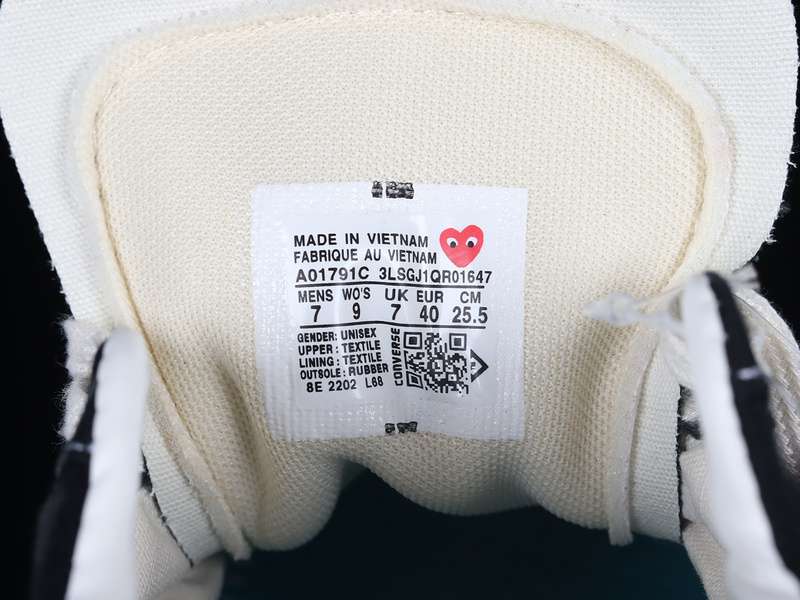 MADE IN VIETNAM
FABRIQUE AU VIETNAM
A01791C 3LSGJ1QR01647
MENS WO'S UK EUR CM
7 9 7 40 25.5
GENDER: UNISEX
UPPER: TEXTILE
LINING: TEXTILE
OUTSOLE: RUBBER
8E 2202 L68
CONVERSE